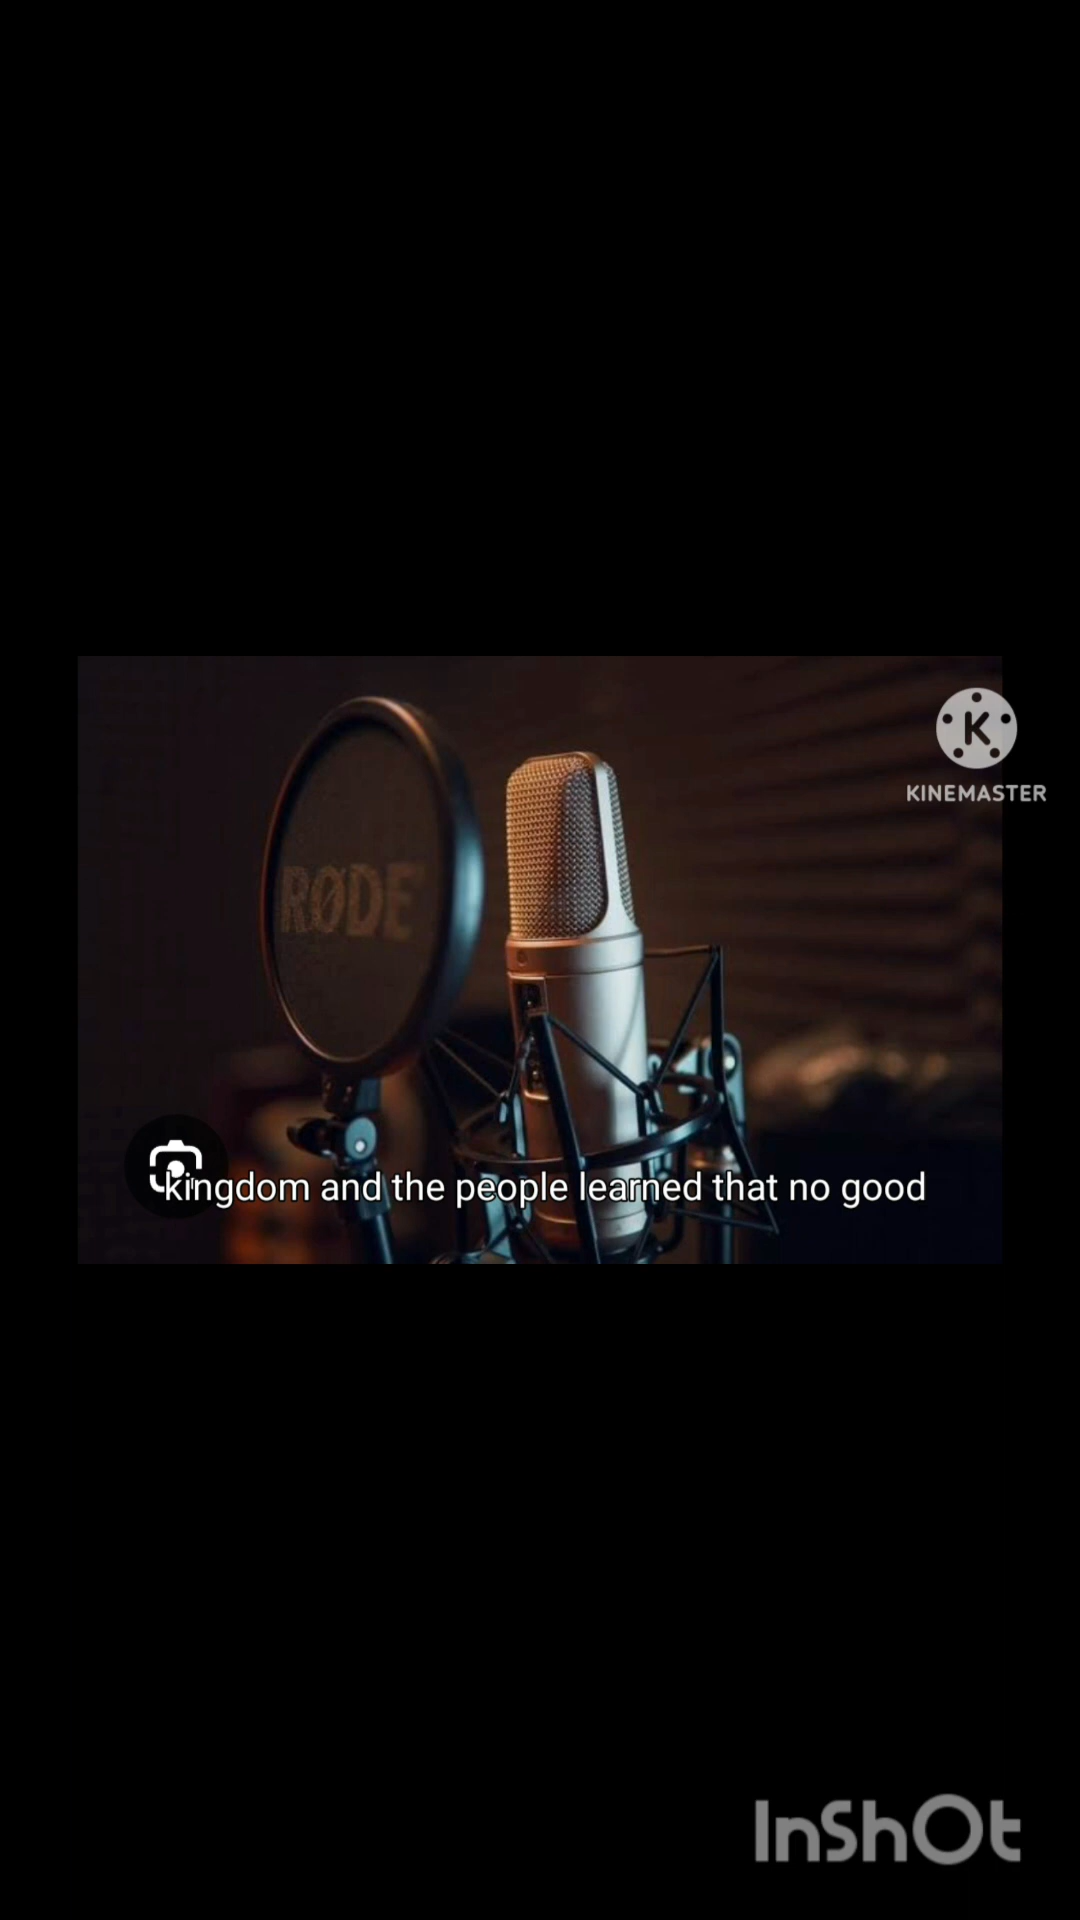 K
KINEMASTER
RØDE
kingdom and the people learned that no good
InShOt